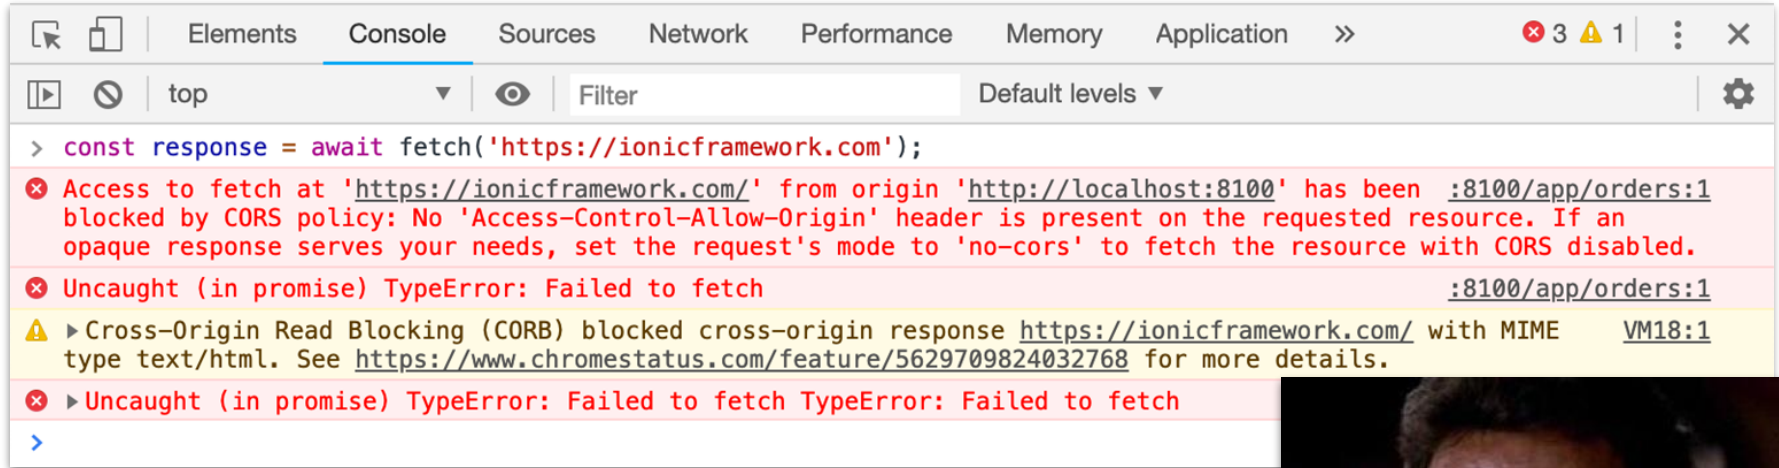 Elements Console Sources Network Performance Memory Application » 3 1
top Filter Default levels
const response = await fetch('https://ionicframework.com');
Access to fetch at 'https://ionicframework.com/' from origin 'http://localhost:8100' has been :8100/app/orders:1
blocked by CORS policy: No 'Access-Control-Allow-Origin' header is present on the requested resource. If an
opaque response serves your needs, set the request's mode to 'no-cors' to fetch the resource with CORS disabled.
Uncaught (in promise) TypeError: Failed to fetch :8100/app/orders:1
Cross-Origin Read Blocking (CORB) blocked cross-origin response https://ionicframework.com/ with MIME VM18:1
type text/html. See https://www.chromestatus.com/feature/5629709824032768 for more details.
Uncaught (in promise) TypeError: Failed to fetch TypeError: Failed to fetch